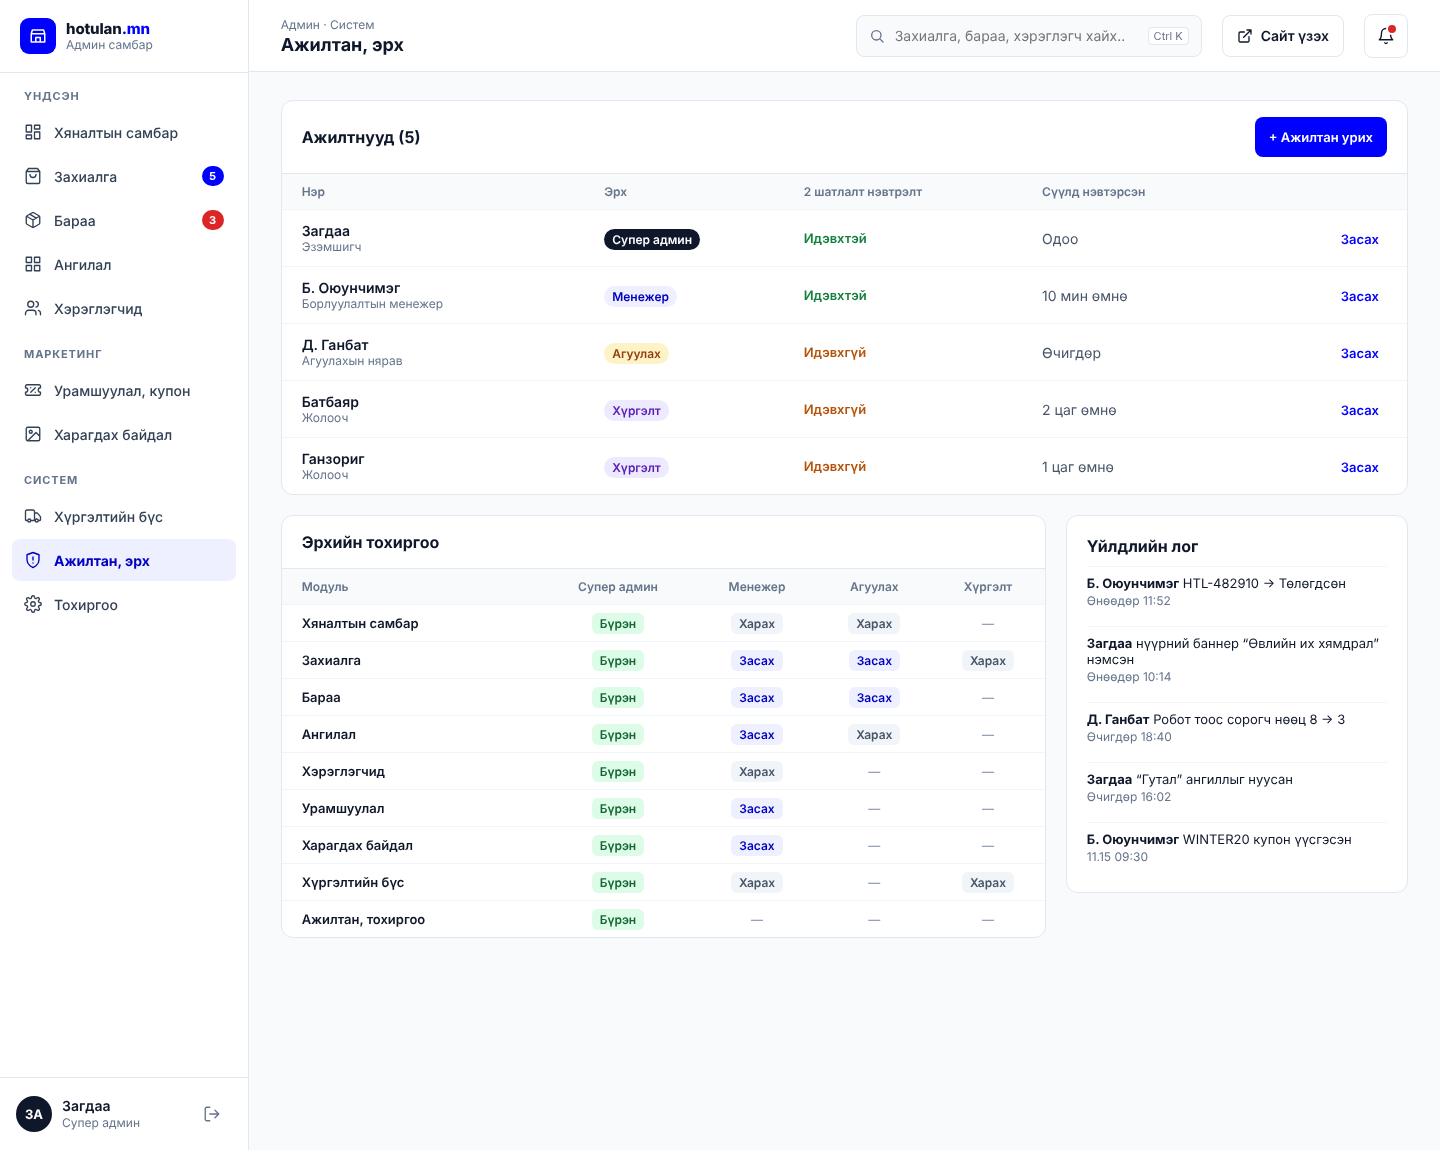 hotulan.mn
Админ самбар
ҮНДСЭН
Хяналтын самбар
Захиалга 5
Бараа 3
Ангилал
Хэрэглэгчид
МАРКЕТИНГ
Урамшуулал, купон
Харагдах байдал
СИСТЕМ
Хүргэлтийн бүс
Ажилтан, эрх
Тохиргоо
ЗА
Загдаа
Супер админ
Админ · Систем
Ажилтан, эрх
Захиалга, бараа, хэрэглэгч хайх.. Ctrl K
Сайт үзэх
Ажилтнууд (5)
+ Ажилтан урих
Нэр Эрх 2 шатлалт нэвтрэлт Сүүлд нэвтэрсэн
Загдаа
Эзэмшигч
Супер админ Идэвхтэй Одоо Засах
Б. Оюунчимэг
Борлуулалтын менежер
Менежер Идэвхтэй 10 мин өмнө Засах
Д. Ганбат
Агуулахын нярав
Агуулах Идэвхгүй Өчигдөр Засах
Батбаяр
Жолооч
Хүргэлт Идэвхгүй 2 цаг өмнө Засах
Ганзориг
Жолооч
Хүргэлт Идэвхгүй 1 цаг өмнө Засах
Эрхийн тохиргоо
Модуль Супер админ Менежер Агуулах Хүргэлт
Хяналтын самбар Бүрэн Харах Харах —
Захиалга Бүрэн Засах Засах Харах
Бараа Бүрэн Засах Засах —
Ангилал Бүрэн Засах Харах —
Хэрэглэгчид Бүрэн Харах — —
Урамшуулал Бүрэн Засах — —
Харагдах байдал Бүрэн Засах — —
Хүргэлтийн бүс Бүрэн Харах — Харах
Ажилтан, тохиргоо Бүрэн — — —
Үйлдлийн лог
Б. Оюунчимэг HTL-482910 → Төлөгдсөн
Өнөөдөр 11:52
Загдаа нүүрний баннер “Өвлийн их хямдрал”
нэмсэн
Өнөөдөр 10:14
Д. Ганбат Робот тоос сорогч нөөц 8 → 3
Өчигдөр 18:40
Загдаа “Гутал” ангиллыг нуусан
Өчигдөр 16:02
Б. Оюунчимэг WINTER20 купон үүсгэсэн
11.15 09:30